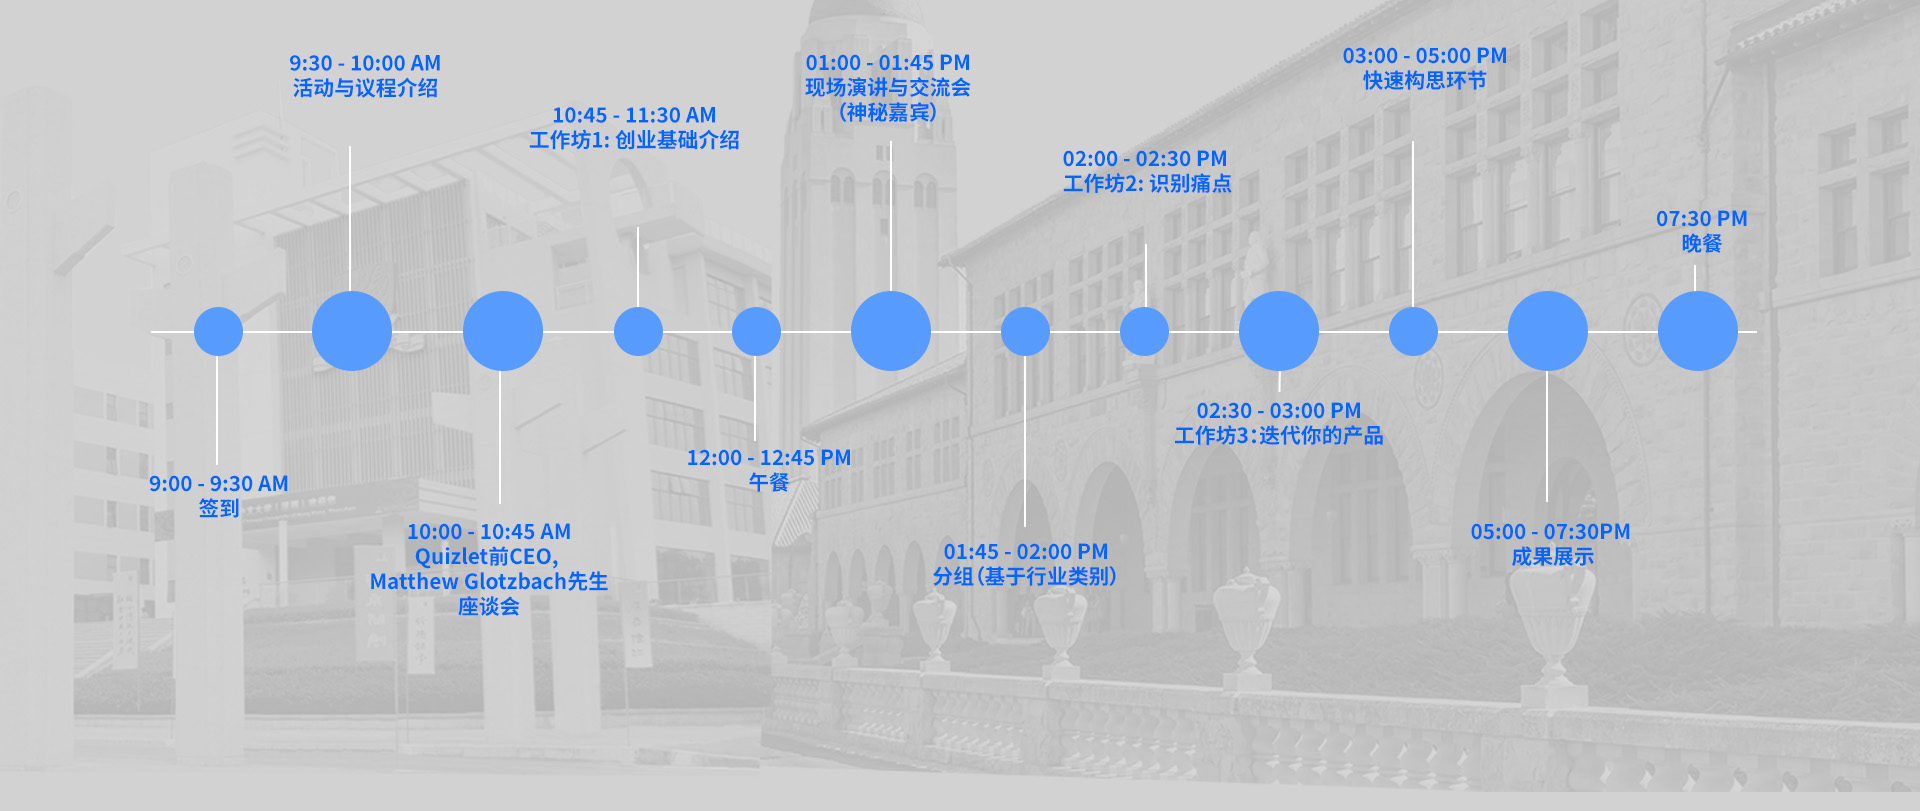 9:00 - 9:30 AM
签到
9:30 - 10:00 AM
活动与议程介绍
10:00 - 10:45 AM
Quizlet前CEO,
Matthew Glotzbach先生
座谈会
10:45 - 11:30 AM
工作坊1: 创业基础介绍
12:00 - 12:45 PM
午餐
01:00 - 01:45 PM
现场演讲与交流会
（神秘嘉宾）
01:45 - 02:00 PM
分组（基于行业类别）
02:00 - 02:30 PM
工作坊2: 识别痛点
02:30 - 03:00 PM
工作坊3：迭代你的产品
03:00 - 05:00 PM
快速构思环节
05:00 - 07:30PM
成果展示
07:30 PM
晚餐